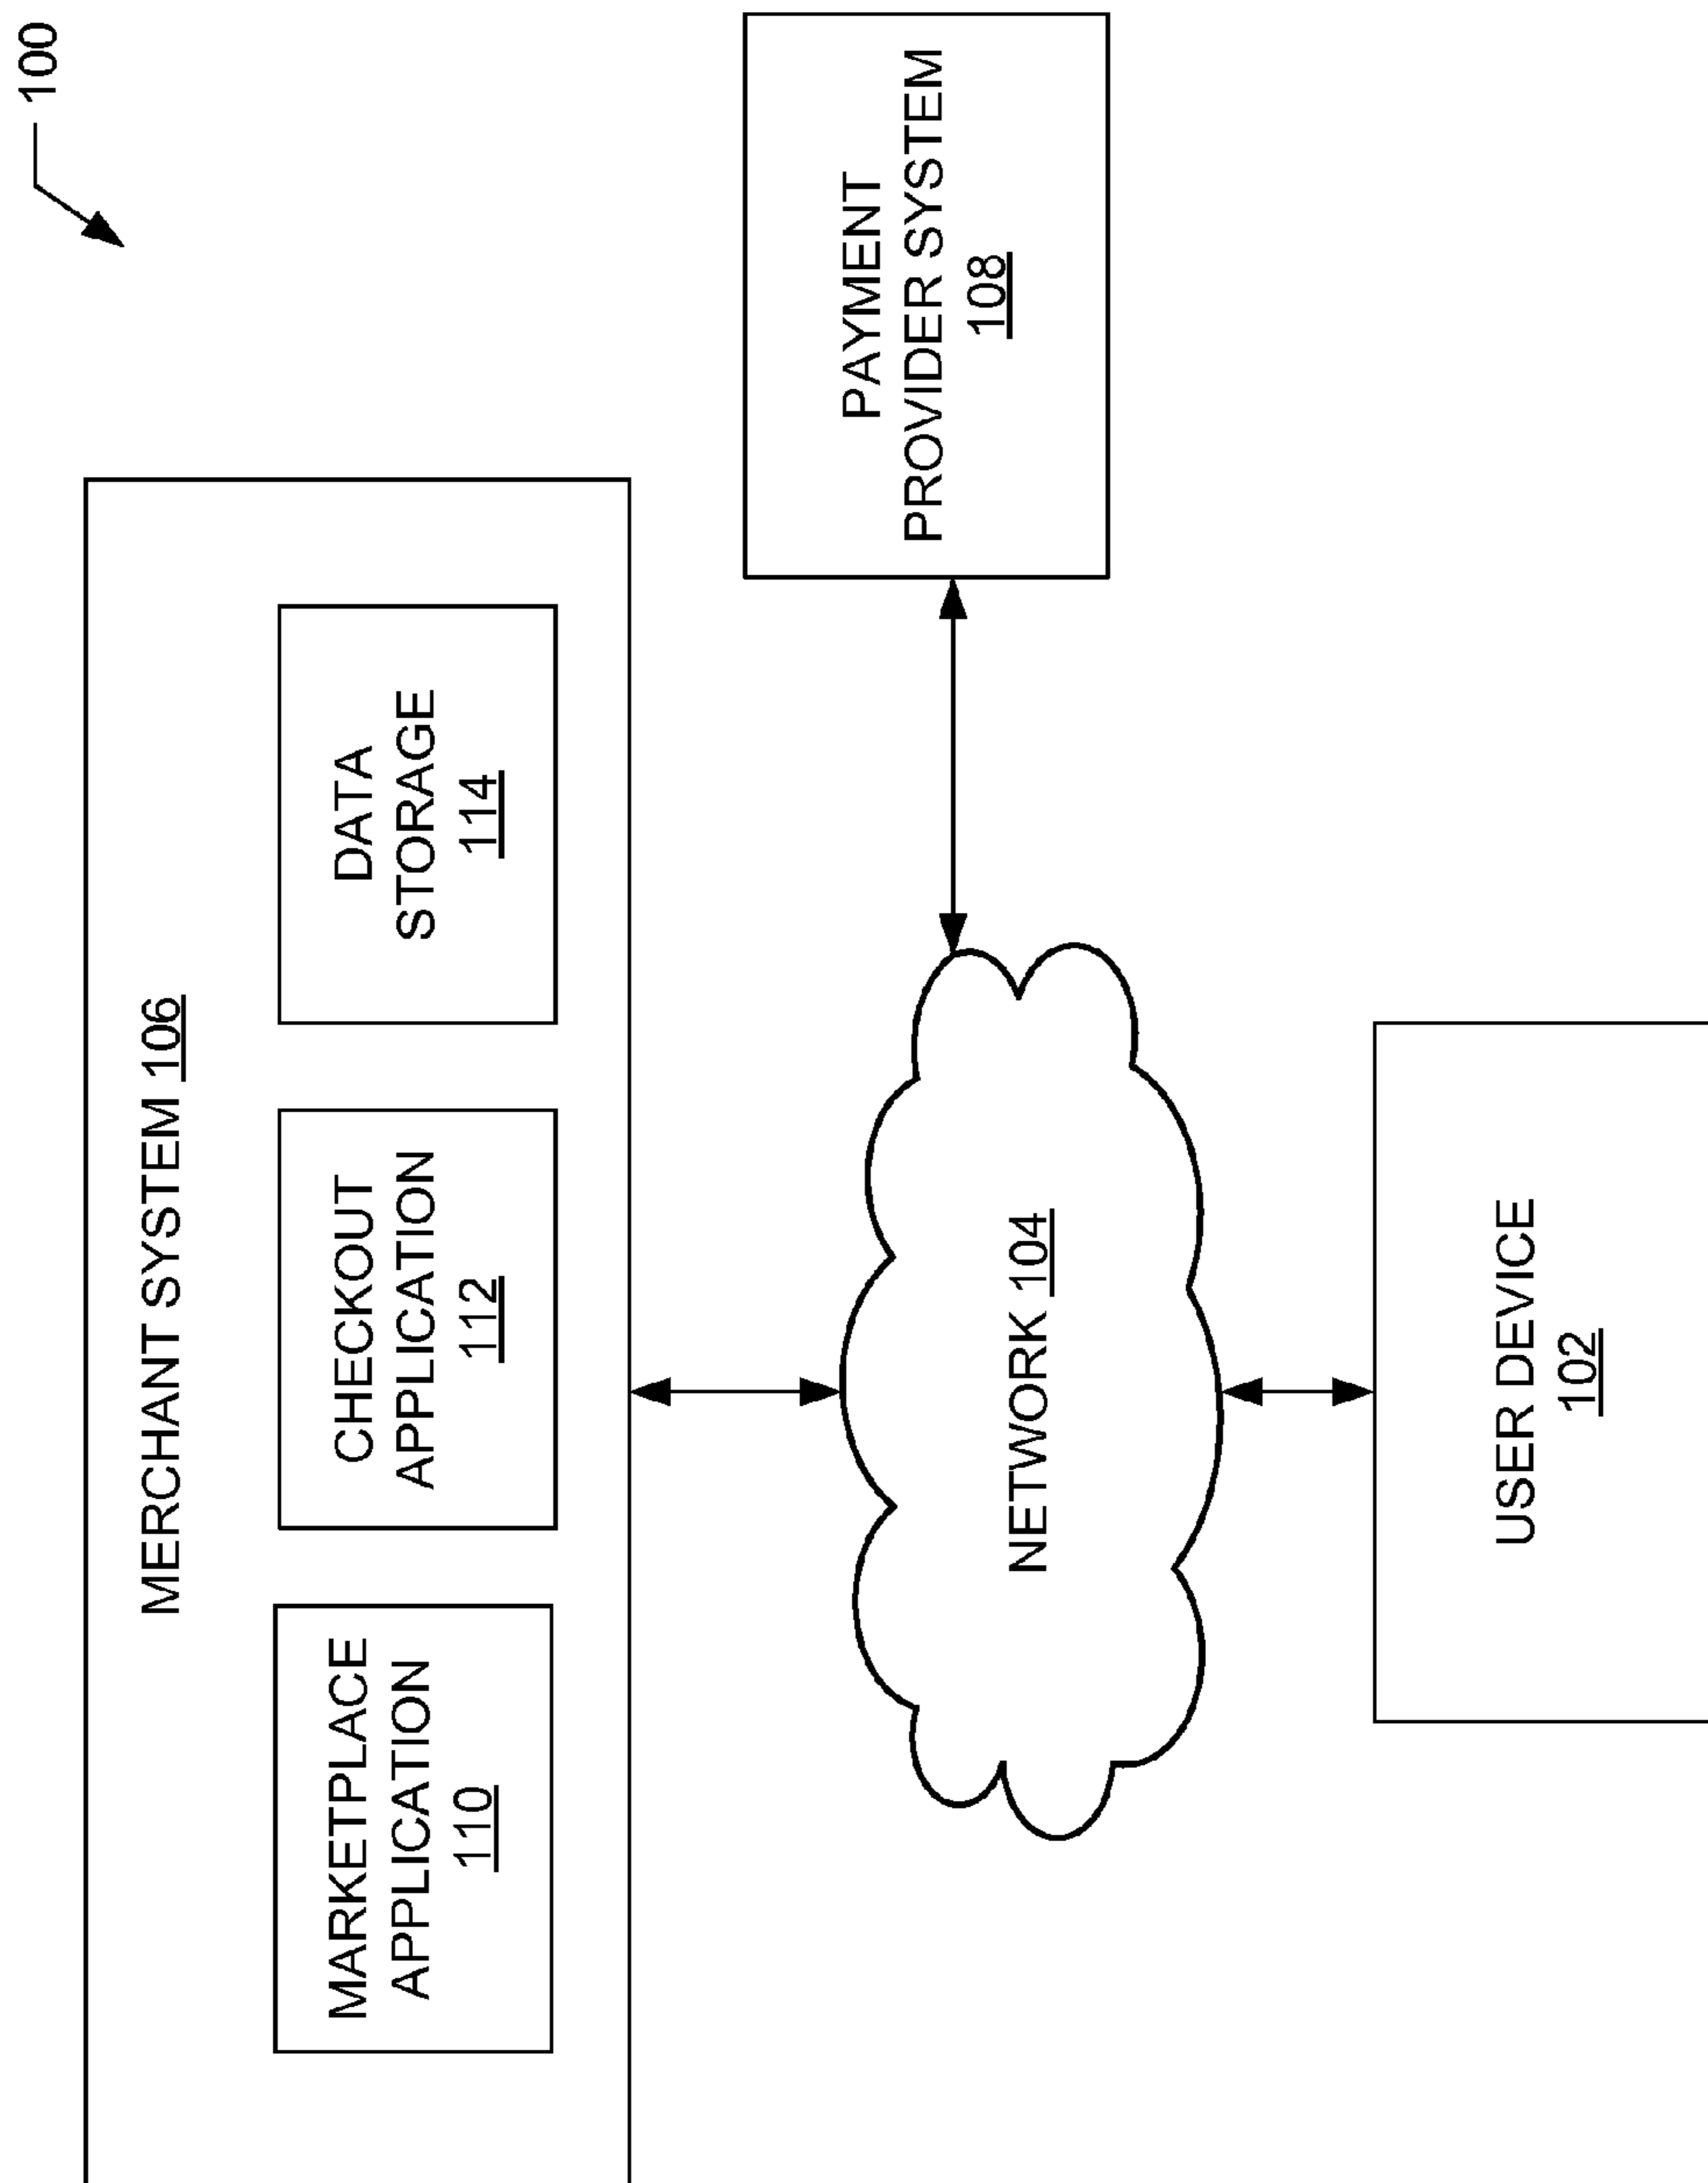 100
MERCHANT SYSTEM 106
MARKETPLACE
APPLICATION
110
CHECKOUT
APPLICATION
112
DATA
STORAGE
114
NETWORK 104
PAYMENT
PROVIDER SYSTEM
108
USER DEVICE
102